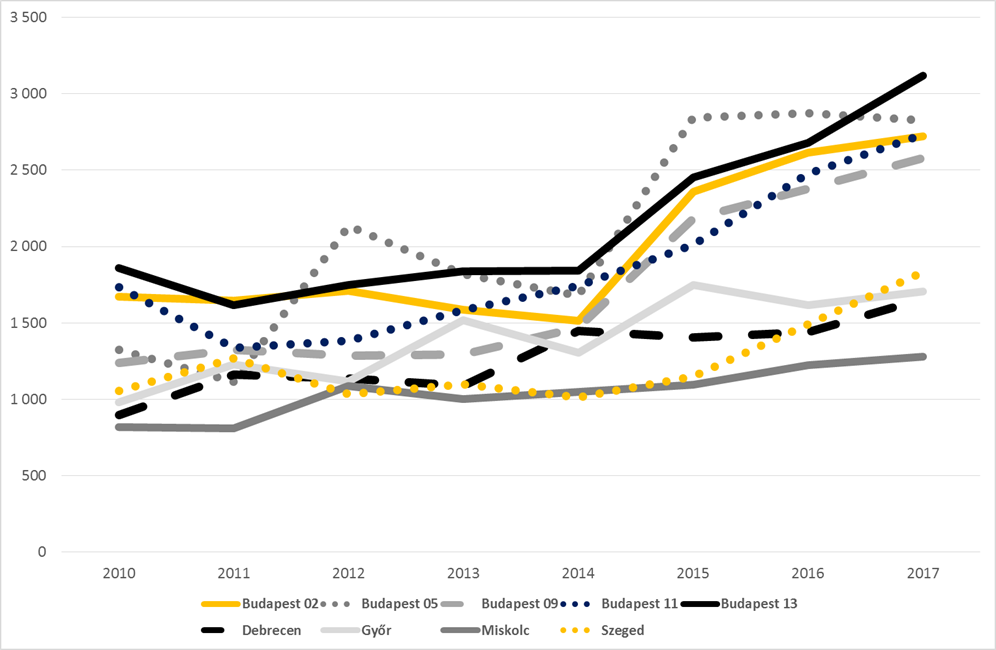 3 500
3 000
2 500
2 000
1 500
1 000
500
0
2010 2011 2012 2013 2014 2015 2016 2017
Budapest 02 Budapest 05 Budapest 09 Budapest 11 Budapest 13
Debrecen Győr Miskolc Szeged